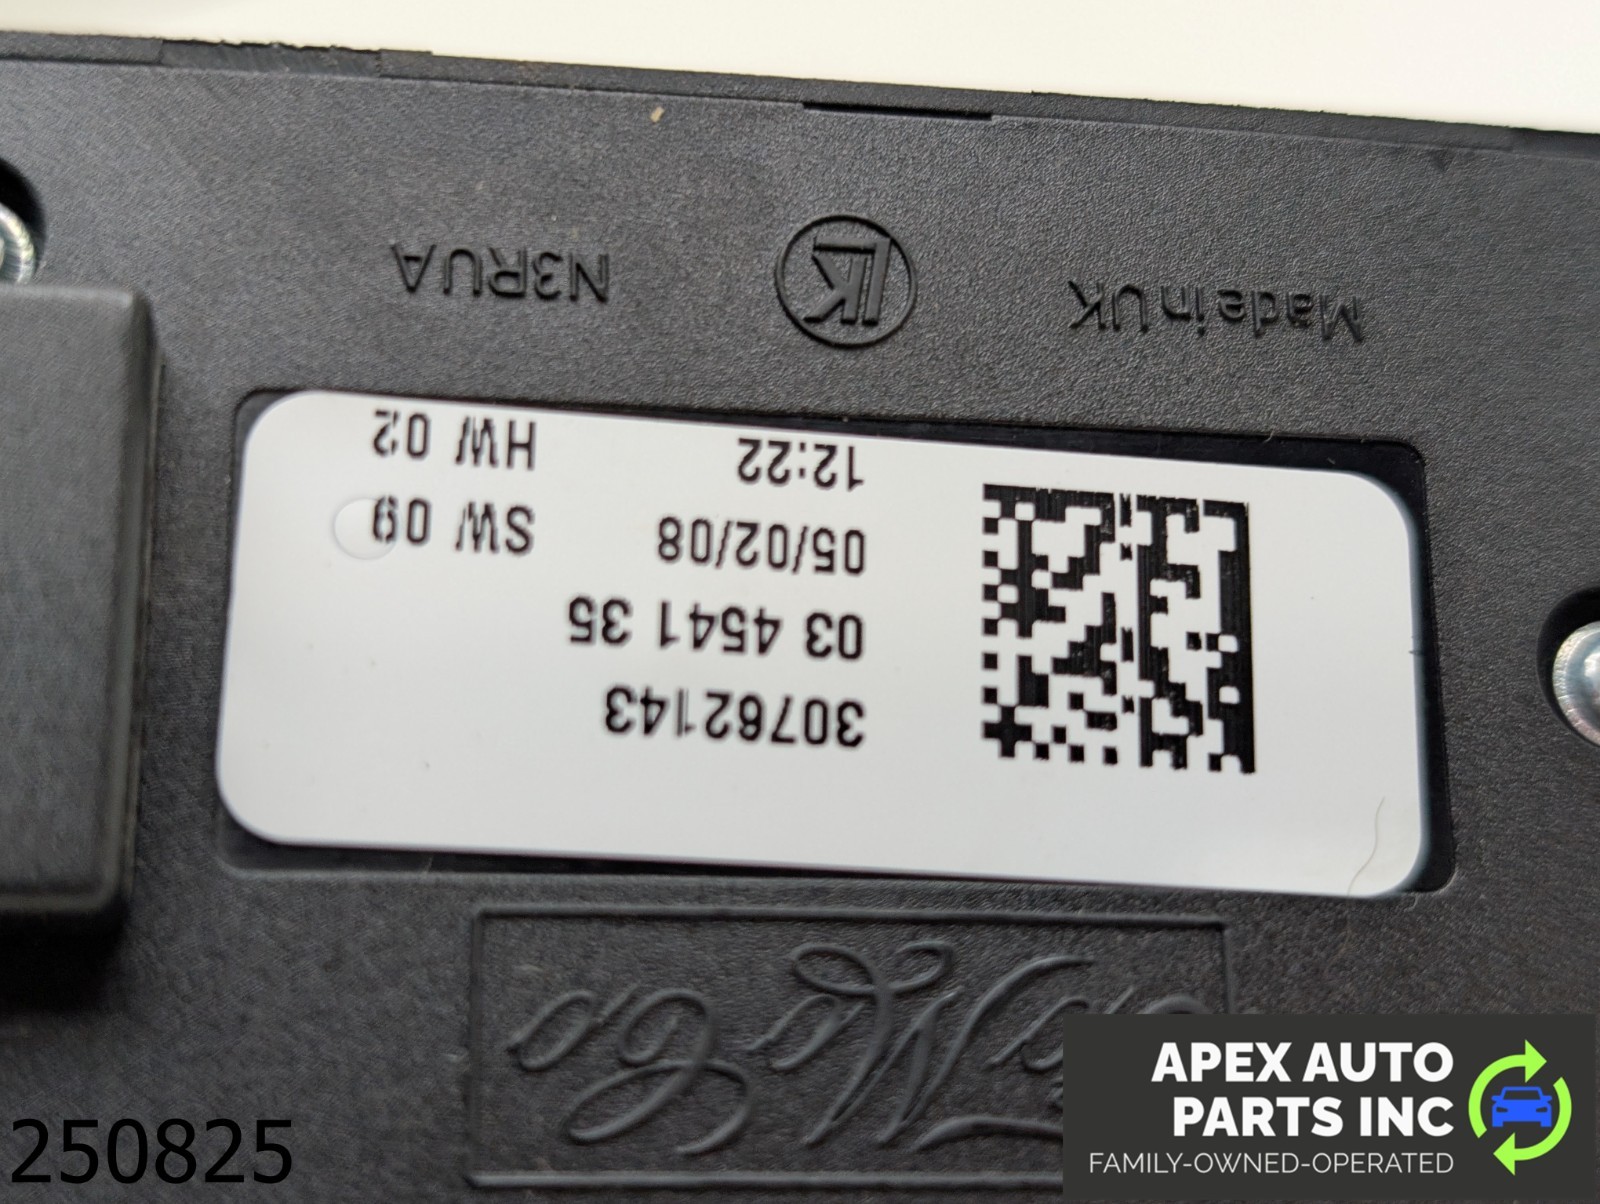 30762143
03 4541 35
05/02/08 SW 09
12:22 HW 02
Made in UK
LK
N3RUA
250825
APEX AUTO
PARTS INC
FAMILY-OWNED-OPERATED